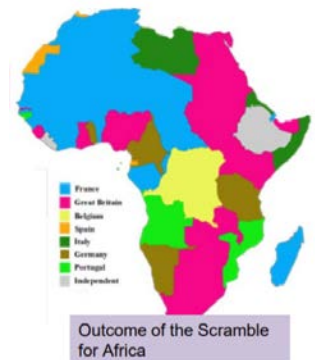 France
Great Britain
Belgium
Spain
Italy
Germany
Portugal
Independent
Outcome of the Scramble
for Africa